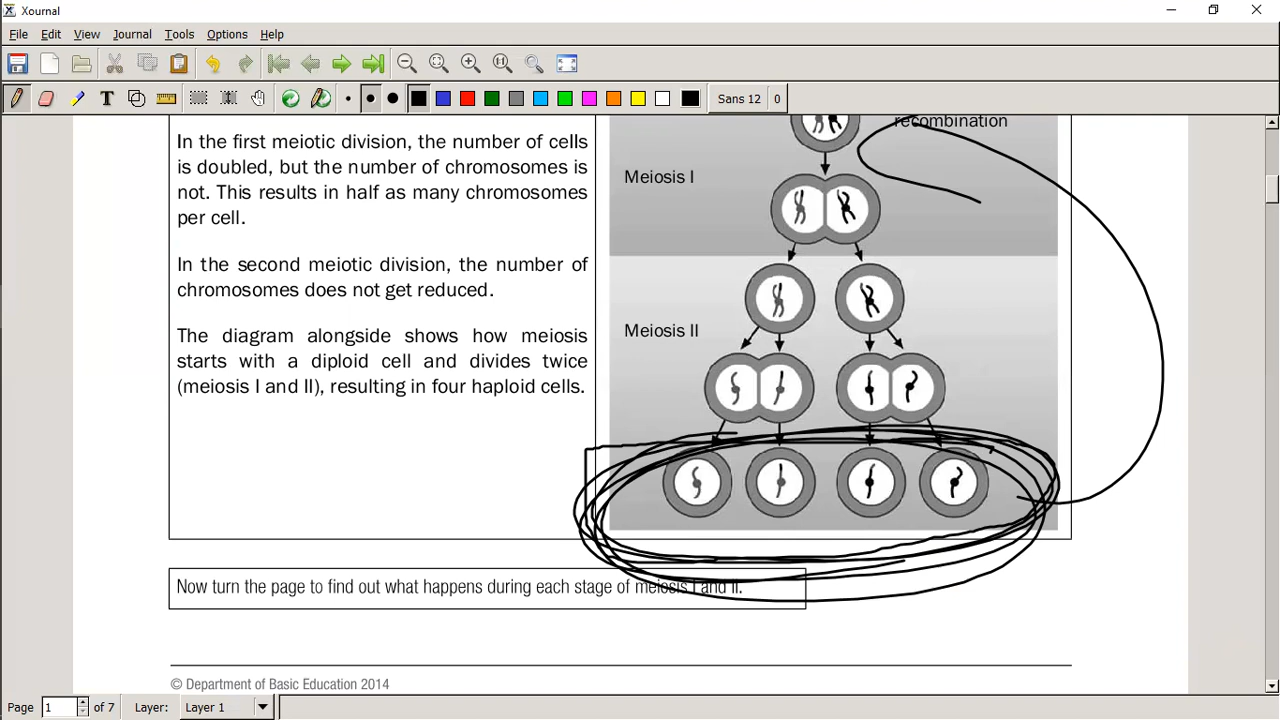 Xournal
File Edit View Journal Tools Options Help
Sans 12 0
In the first meiotic division, the number of cells
is doubled, but the number of chromosomes is
not. This results in half as many chromosomes
per cell.
In the second meiotic division, the number of
chromosomes does not get reduced.
The diagram alongside shows how meiosis
starts with a diploid cell and divides twice
(meiosis I and II), resulting in four haploid cells.
recombination
Meiosis I
Meiosis II
Now turn the page to find out what happens during each stage of meiosis I and II.
© Department of Basic Education 2014
Page 1 of 7 Layer: Layer 1